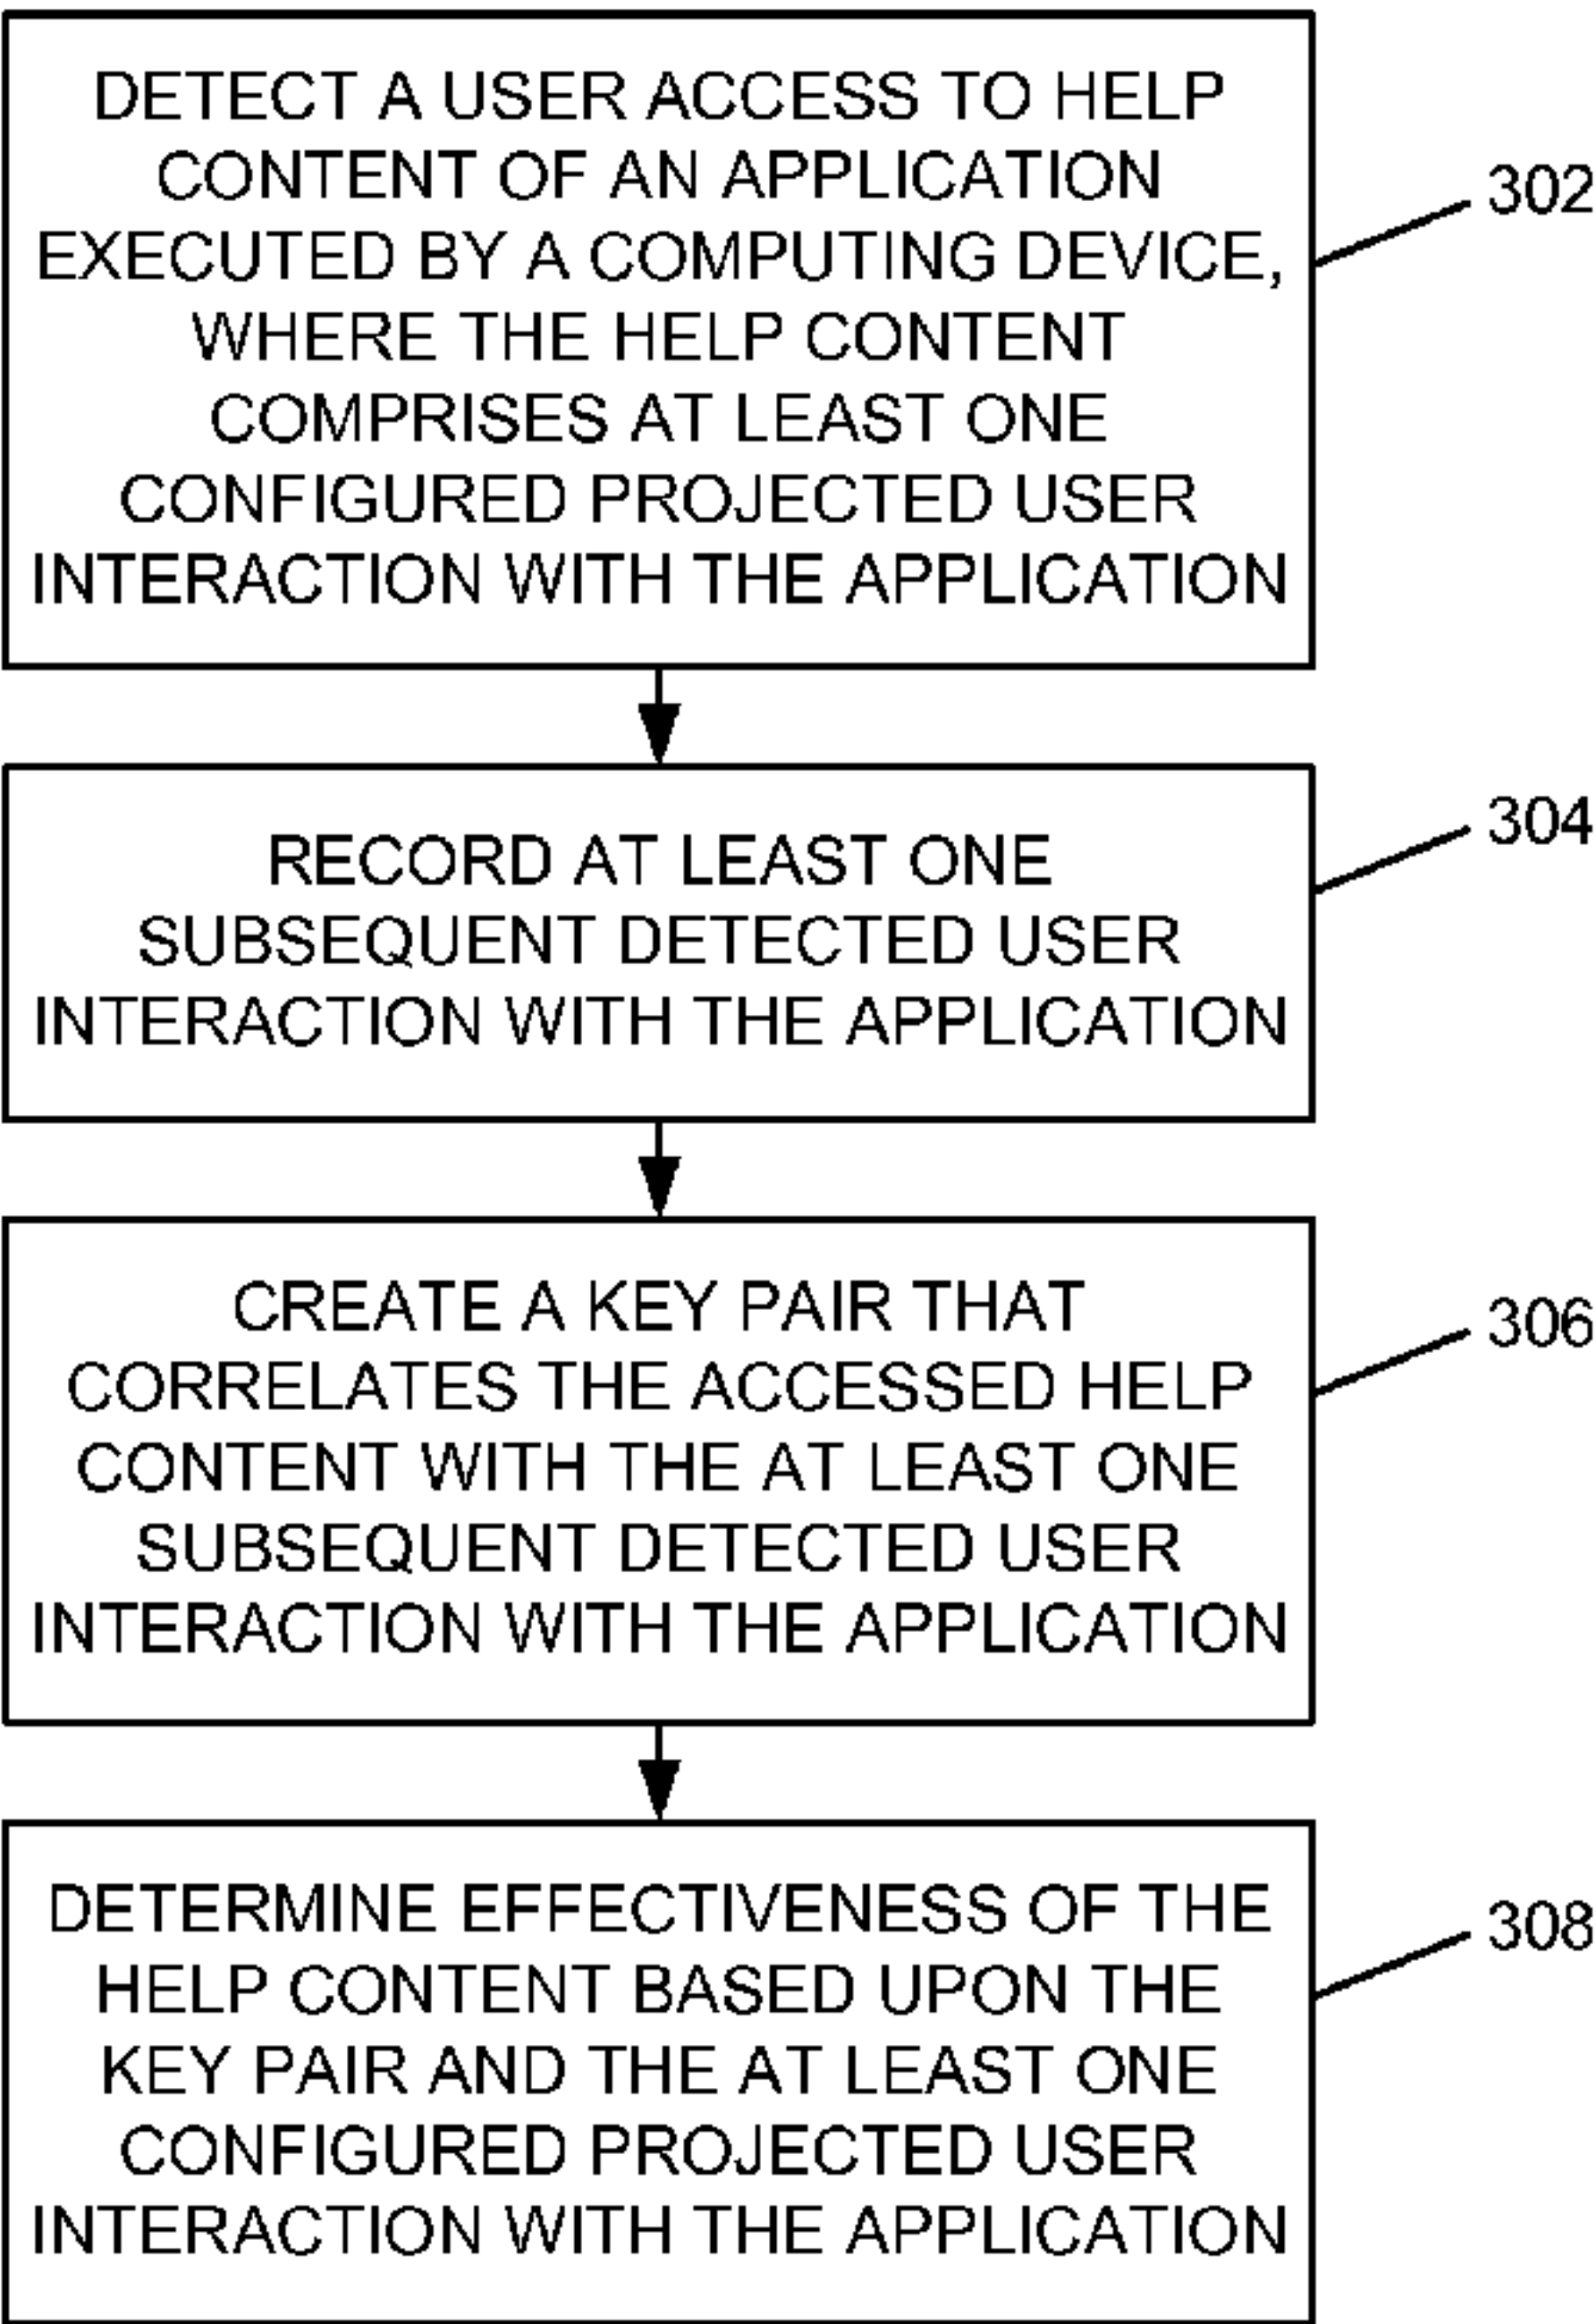 DETECT A USER ACCESS TO HELP
CONTENT OF AN APPLICATION
EXECUTED BY A COMPUTING DEVICE,
WHERE THE HELP CONTENT
COMPRISES AT LEAST ONE
CONFIGURED PROJECTED USER
INTERACTION WITH THE APPLICATION
302
RECORD AT LEAST ONE
SUBSEQUENT DETECTED USER
INTERACTION WITH THE APPLICATION
304
CREATE A KEY PAIR THAT
CORRELATES THE ACCESSED HELP
CONTENT WITH THE AT LEAST ONE
SUBSEQUENT DETECTED USER
INTERACTION WITH THE APPLICATION
306
DETERMINE EFFECTIVENESS OF THE
HELP CONTENT BASED UPON THE
KEY PAIR AND THE AT LEAST ONE
CONFIGURED PROJECTED USER
INTERACTION WITH THE APPLICATION
308